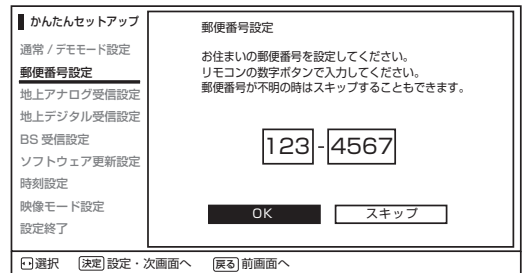 かんたんセットアップ
通常 / デモモード設定
郵便番号設定
地上アナログ受信設定
地上デジタル受信設定
BS 受信設定
ソフトウェア更新設定
時刻設定
映像モード設定
設定終了
郵便番号設定
お住まいの郵便番号を設定してください。
リモコンの数字ボタンで入力してください。
郵便番号が不明の時はスキップすることもできます。
123 - 4567
OK スキップ
選択 決定 設定・次画面へ 戻る 前画面へ